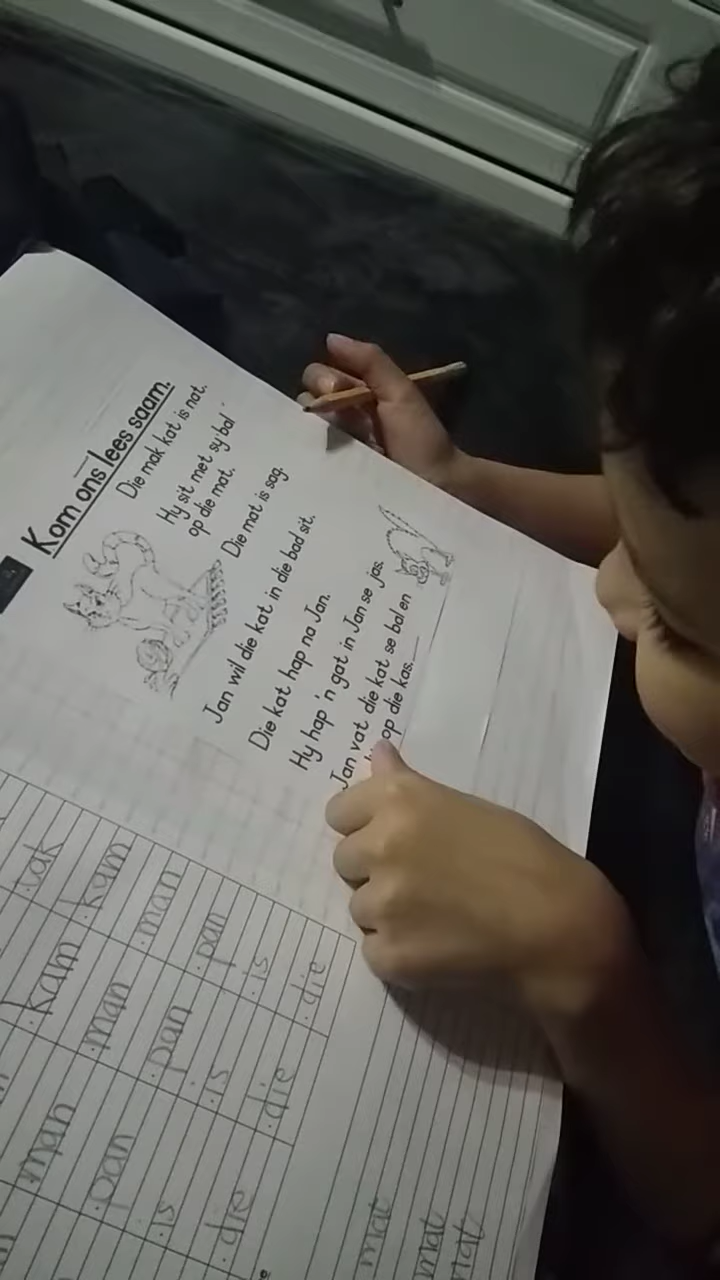 Kom ons lees saam.
Die mak kat is nat.
Hy sit met sy bal
op die mat.
Die mat is sag.
Jan wil die kat in die bad sit.
Die kat hap na Jan.
Hy hap 'n gat in Jan se jas.
Jan vat die kat se bal en
op die kas.
kam
man
pan
is
die
kam
man
pan
is
die
man
pan
is
die
mat
mat